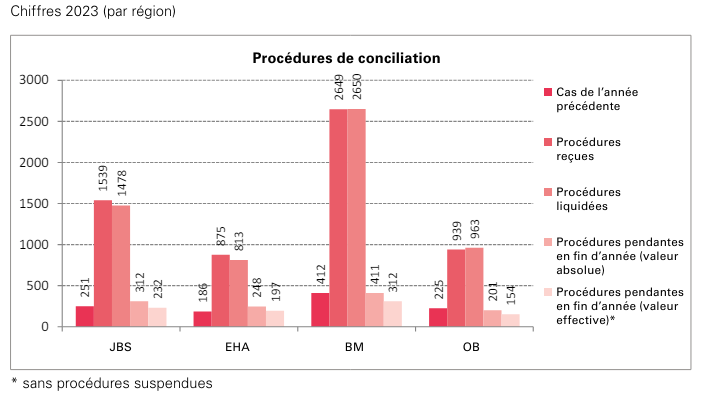 Chiffres 2023 (par région)
Procédures de conciliation
3000
2500
2000
1500
1000
500
0
251
1539
1478
312
232
186
875
813
248
197
412
2649
2650
411
312
225
939
963
201
154
JBS
EHA
BM
OB
Cas de l'année
précédente
Procédures
reçues
Procédures
liquidées
Procédures pendantes
en fin d'année (valeur
absolue)
Procédures pendantes
en fin d'année (valeur
effective)*
* sans procédures suspendues